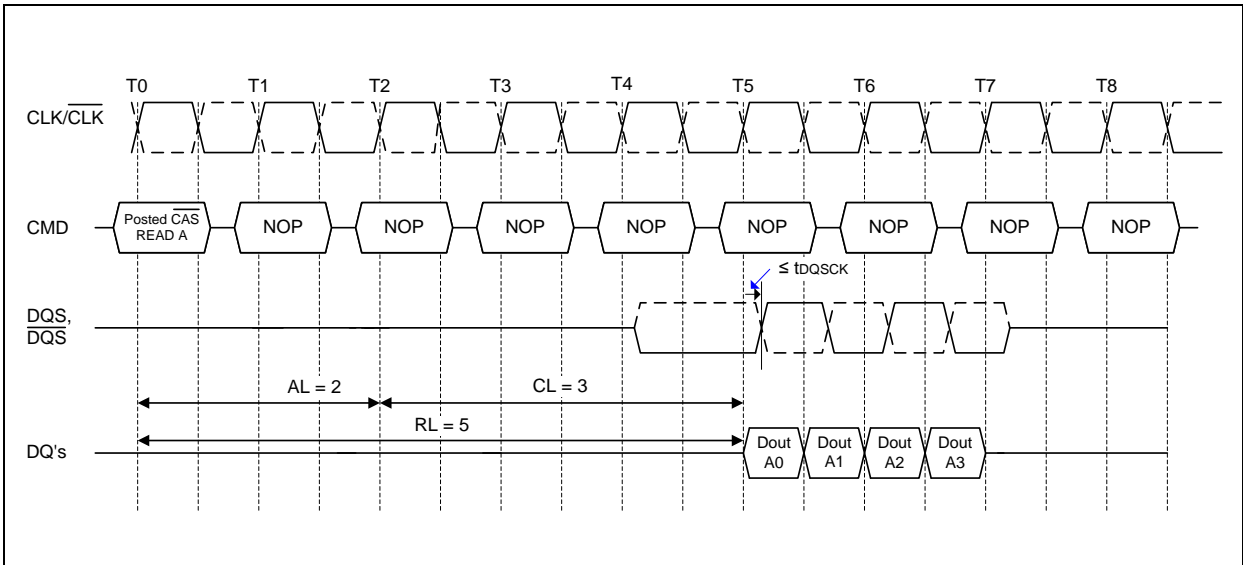 T0 T1 T2 T3 T4 T5 T6 T7 T8
CLK/CLK
CMD
Posted CAS
READ A
NOP NOP NOP NOP NOP NOP NOP NOP
≤ tDQSCK
DQS,
DQS
AL = 2
CL = 3
RL = 5
DQ's
Dout
A0
Dout
A1
Dout
A2
Dout
A3